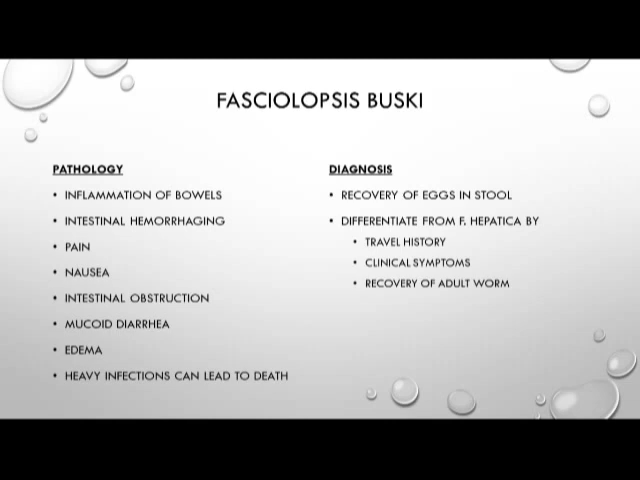 FASCIOLOPSIS BUSKI
PATHOLOGY
• INFLAMMATION OF BOWELS
• INTESTINAL HEMORRHAGING
• PAIN
• NAUSEA
• INTESTINAL OBSTRUCTION
• MUCOID DIARRHEA
• EDEMA
• HEAVY INFECTIONS CAN LEAD TO DEATH
DIAGNOSIS
• RECOVERY OF EGGS IN STOOL
• DIFFERENTIATE FROM F. HEPATICA BY
• TRAVEL HISTORY
• CLINICAL SYMPTOMS
• RECOVERY OF ADULT WORM